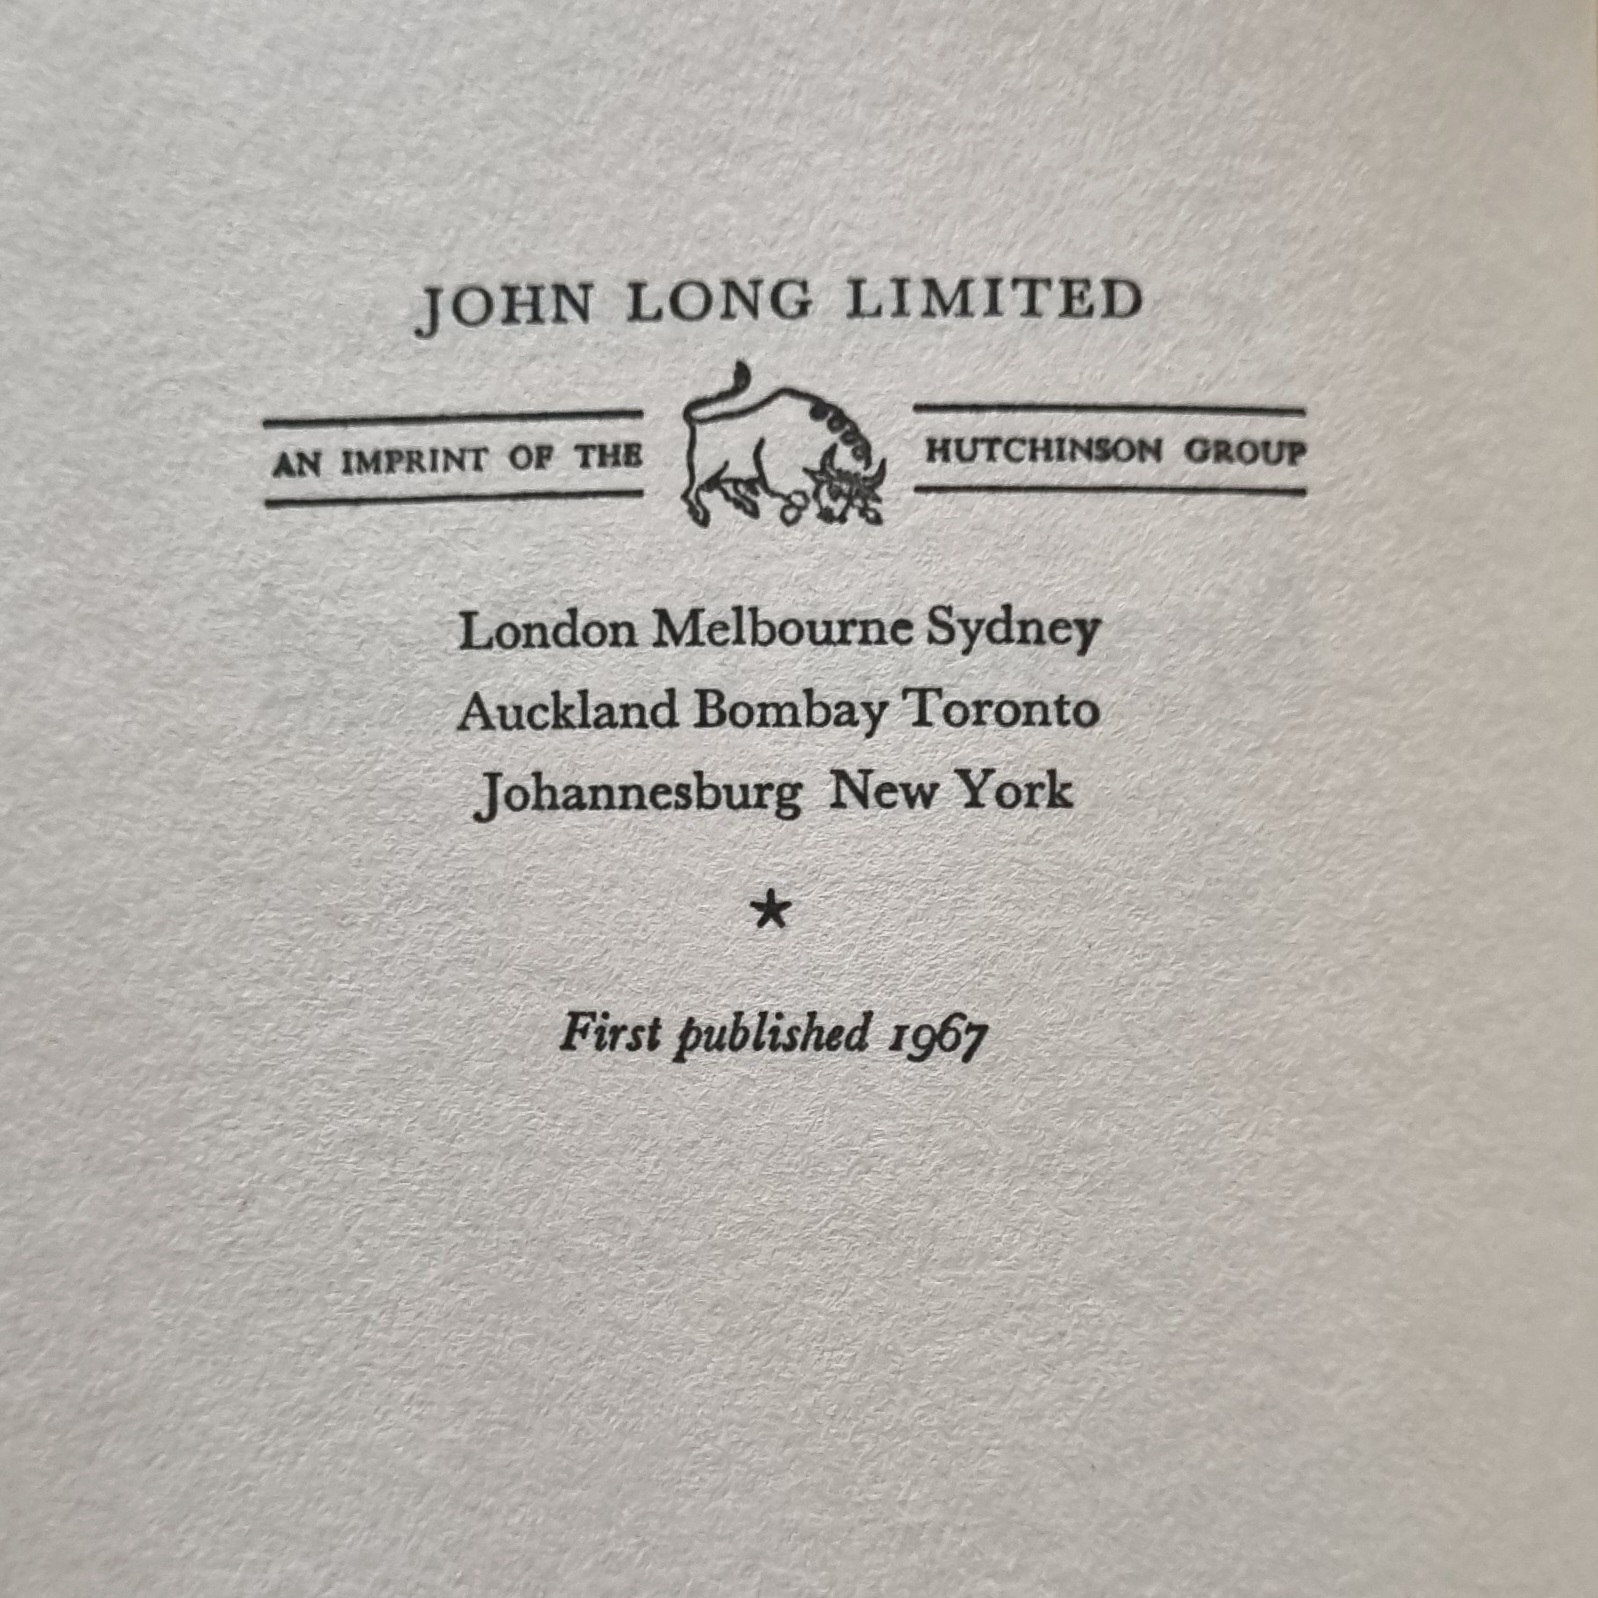 JOHN LONG LIMITED
AN IMPRINT OF THE HUTCHINSON GROUP
London Melbourne Sydney
Auckland Bombay Toronto
Johannesburg New York
★
First published 1967